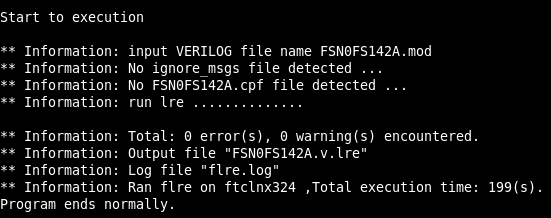 Start to execution
** Information: input VERILOG file name FSN0FS142A.mod
** Information: No ignore_msgs file detected ...
** Information: No FSN0FS142A.cpf file detected ...
** Information: run lre ..............
** Information: Total: 0 error(s), 0 warning(s) encountered.
** Information: Output file "FSN0FS142A.v.lre"
** Information: Log file "flre.log"
** Information: Ran flre on ftclnx324 ,Total execution time: 199(s).
Program ends normally.